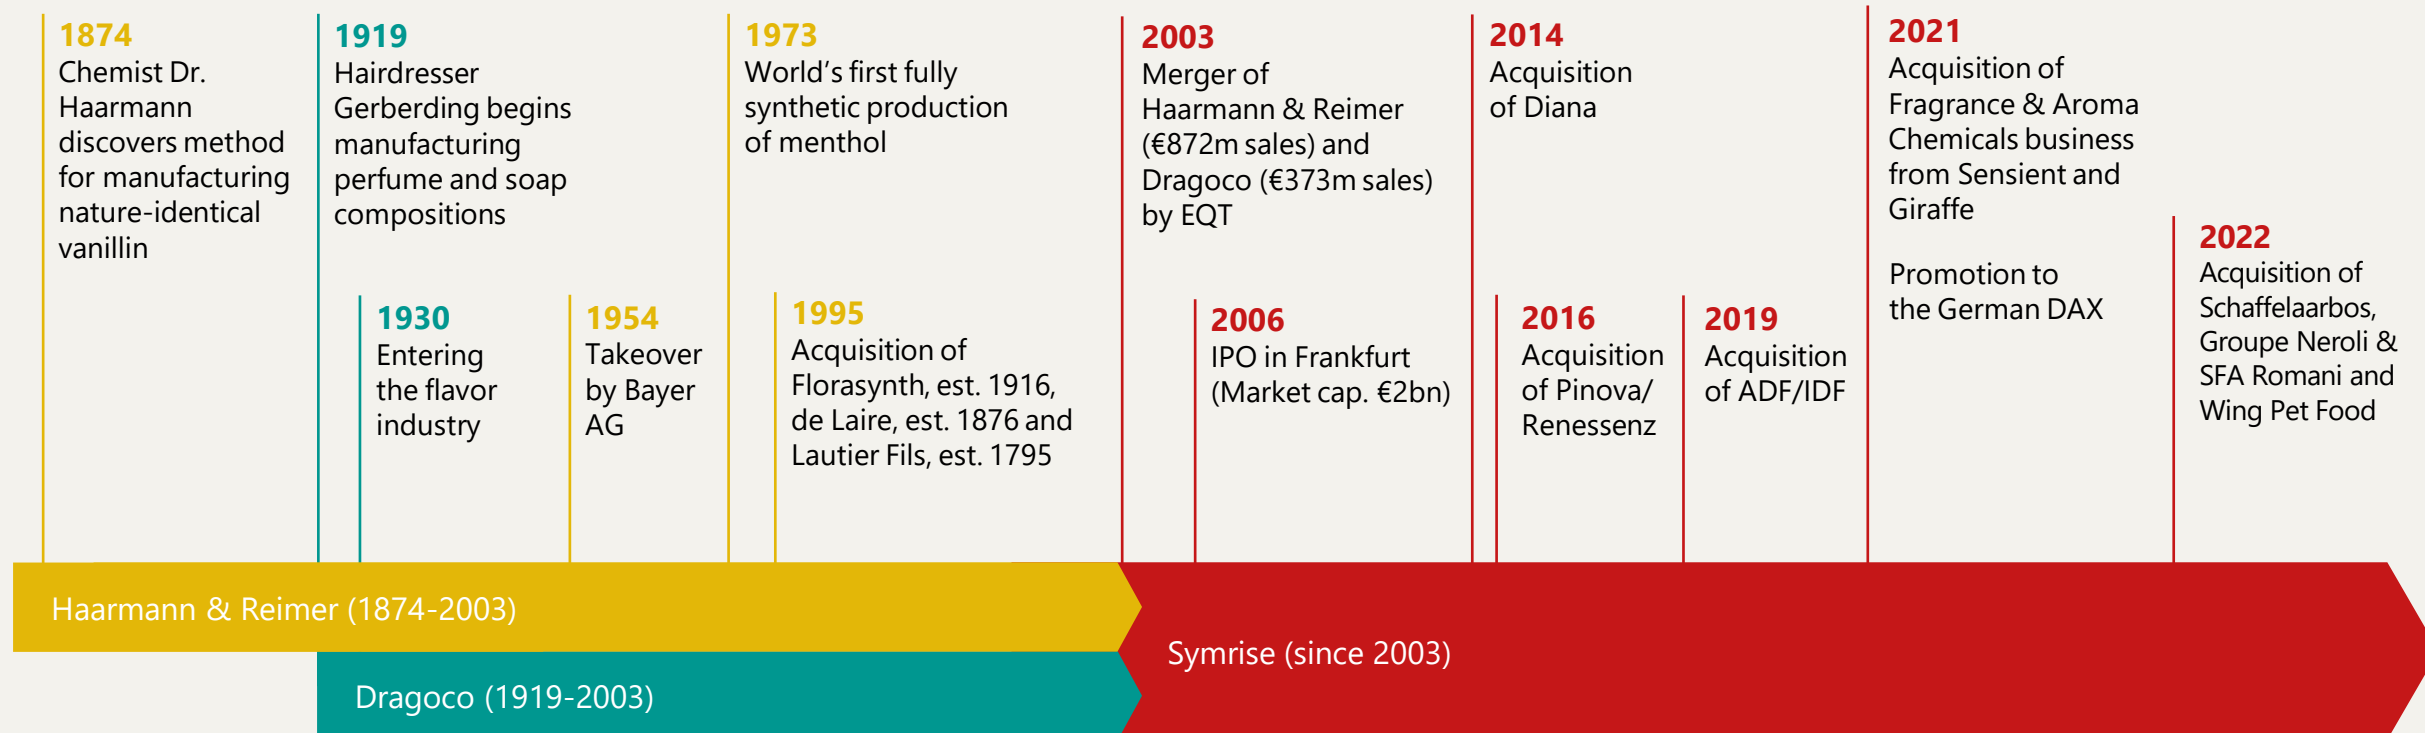 1874
Chemist Dr.
Haarmann
discovers method
for manufacturing
nature-identical
vanillin
1919
Hairdresser
Gerberding begins
manufacturing
perfume and soap
compositions
1930
Entering
the flavor
industry
1954
Takeover
by Bayer
AG
1973
World’s first fully
synthetic production
of menthol
1995
Acquisition of
Florasynth, est. 1916,
de Laire, est. 1876 and
Lautier Fils, est. 1795
2003
Merger of
Haarmann & Reimer
(€872m sales) and
Dragoco (€373m sales)
by EQT
2006
IPO in Frankfurt
(Market cap. €2bn)
2014
Acquisition
of Diana
2016
Acquisition
of Pinova/
Renessenz
2019
Acquisition
of ADF/IDF
2021
Acquisition of
Fragrance & Aroma
Chemicals business
from Sensient and
Giraffe
Promotion to
the German DAX
2022
Acquisition of
Schaffelaarbos,
Groupe Neroli &
SFA Romani and
Wing Pet Food
Haarmann & Reimer (1874-2003)
Dragoco (1919-2003)
Symrise (since 2003)